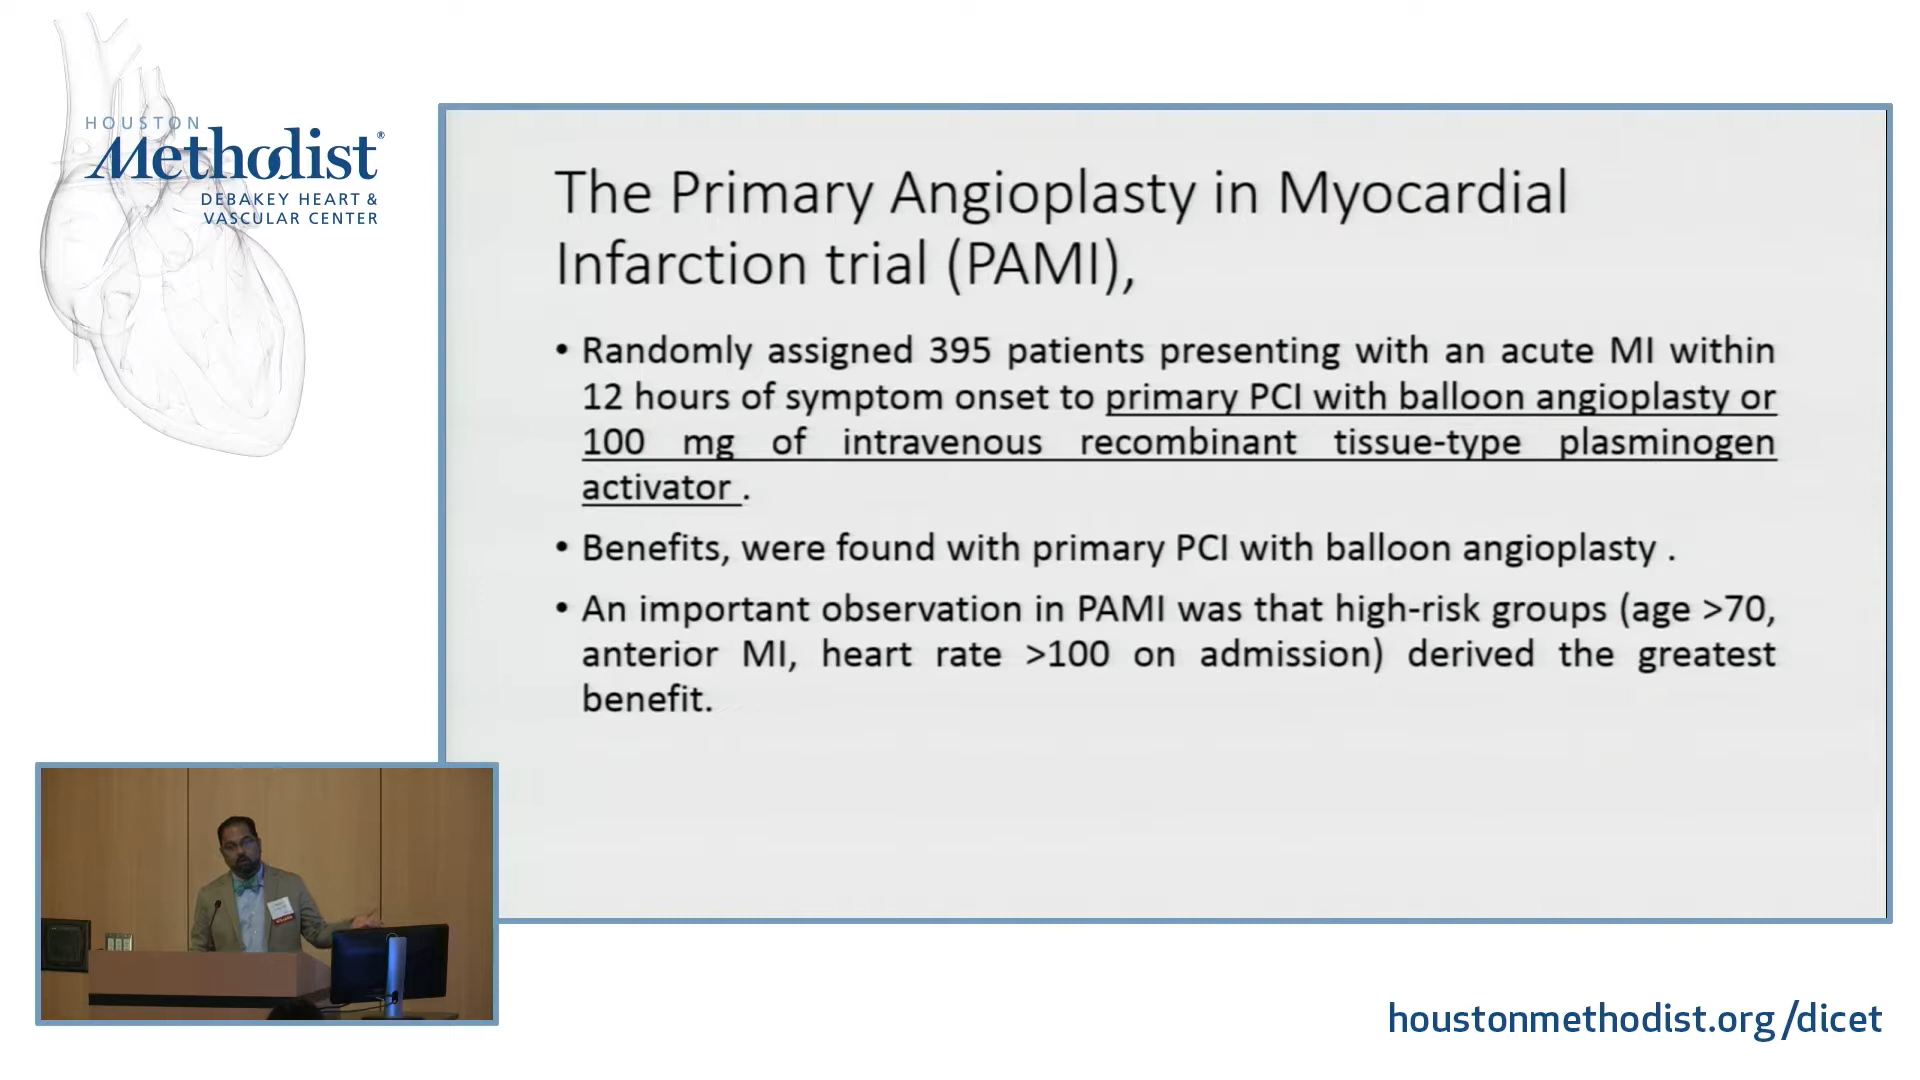 HOUSTON
Methodist®
DEBAKEY HEART &
VASCULAR CENTER
The Primary Angioplasty in Myocardial
Infarction trial (PAMI),
• Randomly assigned 395 patients presenting with an acute MI within
12 hours of symptom onset to primary PCI with balloon angioplasty or
100 mg of intravenous recombinant tissue-type plasminogen
activator .
• Benefits, were found with primary PCI with balloon angioplasty .
• An important observation in PAMI was that high-risk groups (age >70,
anterior MI, heart rate >100 on admission) derived the greatest
benefit.
houstonmethodist.org/dicet